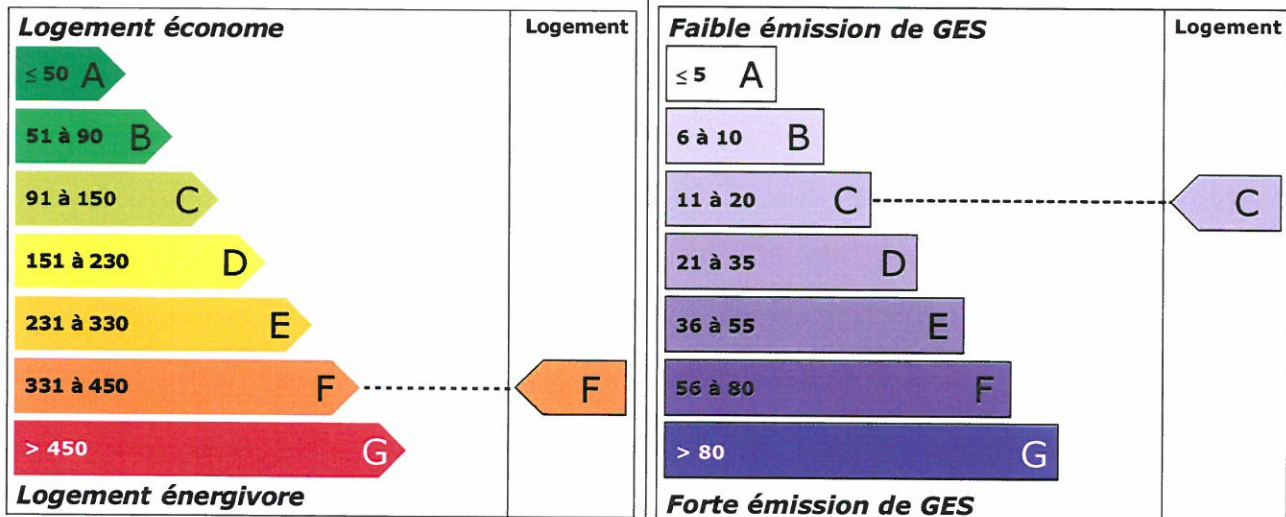 Logement économe
Logement
≤ 50 A
51 à 90 B
91 à 150 C
151 à 230 D
231 à 330 E
331 à 450 F
F
> 450 G
Logement énergivore
Faible émission de GES
Logement
≤ 5 A
6 à 10 B
11 à 20 C
C
21 à 35 D
36 à 55 E
56 à 80 F
> 80 G
Forte émission de GES